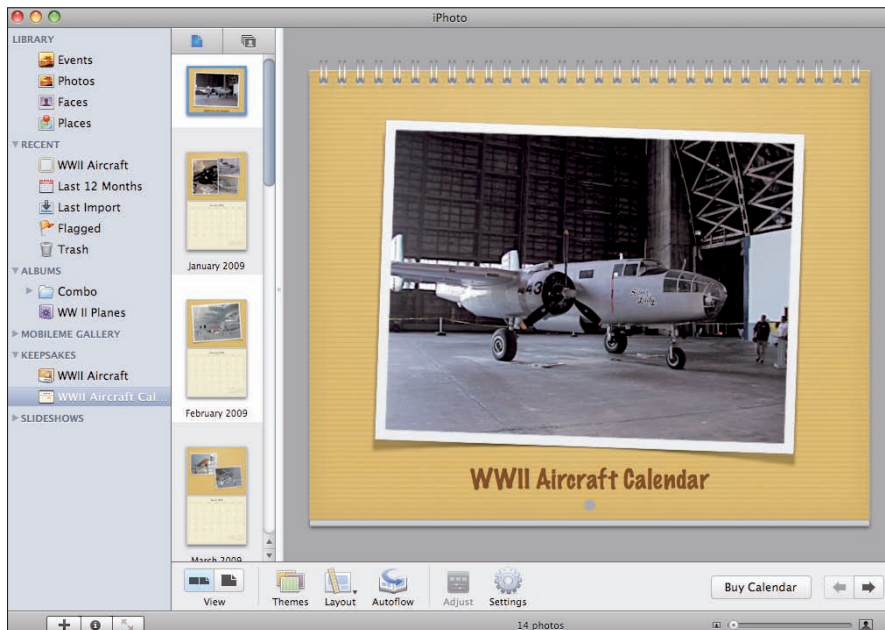 iPhoto
LIBRARY
Events
Photos
Faces
Places
RECENT
WWII Aircraft
Last 12 Months
Last Import
Flagged
Trash
ALBUMS
Combo
WW II Planes
MOBILEME GALLERY
KEEPSAKES
WWII Aircraft
WWII Aircraft Cal...
SLIDESHOWS
January 2009
February 2009
March 2009
43
WWII Aircraft Calendar
View
Themes
Layout
Autoflow
Adjust
Settings
Buy Calendar
14 photos